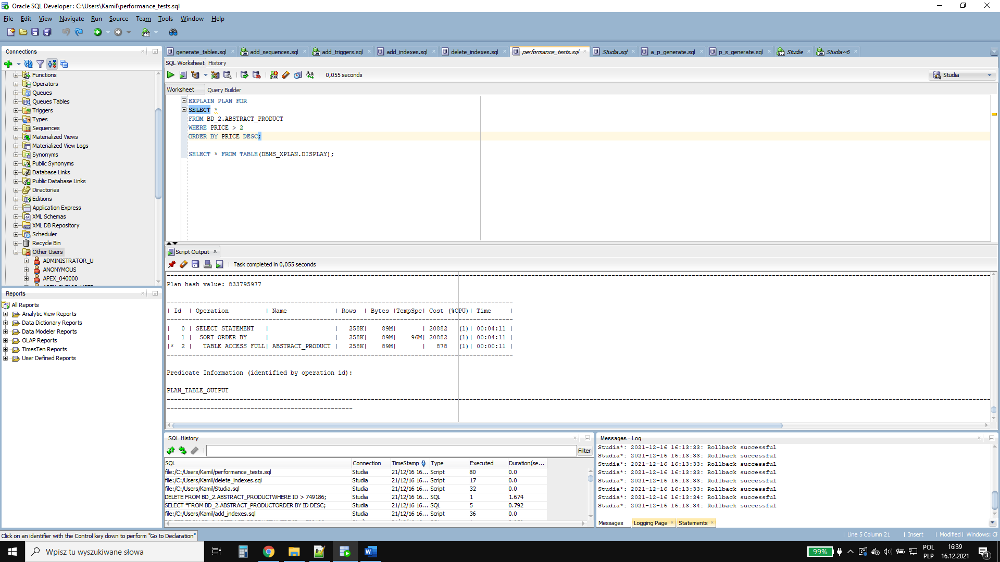 Oracle SQL Developer : C:\Users\Kamil\performance_tests.sql
File Edit View Navigate Run Source Team Tools Window Help
Connections
Functions
Operators
Queues
Queues Tables
Triggers
Types
Sequences
Materialized Views
Materialized View Logs
Synonyms
Public Synonyms
Database Links
Public Database Links
Directories
Editions
Application Express
XML Schemas
XML DB Repository
Scheduler
Recycle Bin
Other Users
ADMINISTRATOR_U
ANONYMOUS
APEX_040000
Reports
All Reports
Analytic View Reports
Data Dictionary Reports
Data Modeler Reports
OLAP Reports
TimesTen Reports
User Defined Reports
generate_tables.sql add_sequences.sql add_triggers.sql add_indexes.sql delete_indexes.sql performance_tests.sql Studia.sql a_p_generate.sql p_s_generate.sql Studia Studia~6
SQL Worksheet History
0,055 seconds
Studia
Worksheet Query Builder
EXPLAIN PLAN FOR
SELECT *
FROM BD_2.ABSTRACT_PRODUCT
WHERE PRICE > 2
ORDER BY PRICE DESC;
SELECT * FROM TABLE(DBMS_XPLAN.DISPLAY);
Script Output
Task completed in 0,055 seconds
Plan hash value: 833795977
| Id | Operation | Name | Rows | Bytes |TempSpc| Cost (%CPU)| Time |
| 0 | SELECT STATEMENT | | 258K| 89M| | 20882 (1)| 00:04:11 |
| 1 | SORT ORDER BY | | 258K| 89M| 96M| 20882 (1)| 00:04:11 |
|* 2 | TABLE ACCESS FULL| ABSTRACT_PRODUCT | 258K| 89M| | 878 (1)| 00:00:11 |
Predicate Information (identified by operation id):
PLAN_TABLE_OUTPUT
SQL History
Filter
SQL Connection TimeStamp Type Executed Duration(se...
file:/C:/Users/Kamil/performance_tests.sql Studia 21/12/16 16... Script 80 0.0
file:/C:/Users/Kamil/delete_indexes.sql Studia 21/12/16 16... Script 17 0.0
file:/C:/Users/Kamil/Studia.sql Studia 21/12/16 16... Script 32 0.0
DELETE FROM BD_2.ABSTRACT_PRODUCTWHERE ID > 749186; Studia 21/12/16 16... SQL 1 1.674
SELECT *FROM BD_2.ABSTRACT_PRODUCTORDER BY ID DESC; Studia 21/12/16 16... SQL 5 0.792
file:/C:/Users/Kamil/add_indexes.sql Studia 21/12/16 16... Script 36 0.0
Messages - Log
Studia*: 2021-12-16 16:13:33: Rollback successful
Studia*: 2021-12-16 16:13:33: Rollback successful
Studia*: 2021-12-16 16:13:33: Rollback successful
Studia*: 2021-12-16 16:13:33: Rollback successful
Studia*: 2021-12-16 16:13:33: Rollback successful
Studia*: 2021-12-16 16:13:33: Rollback successful
Studia*: 2021-12-16 16:13:34: Rollback successful
Studia*: 2021-12-16 16:13:34: Rollback successful
Messages Logging Page Statements
Click on an identifier with the Control key down to perform "Go to Declaration"
Line 5 Column 21 Insert Modified Windows: CR
Wpisz tu wyszukiwane słowa
99%
POL
PLP
16:39
16.12.2021
3